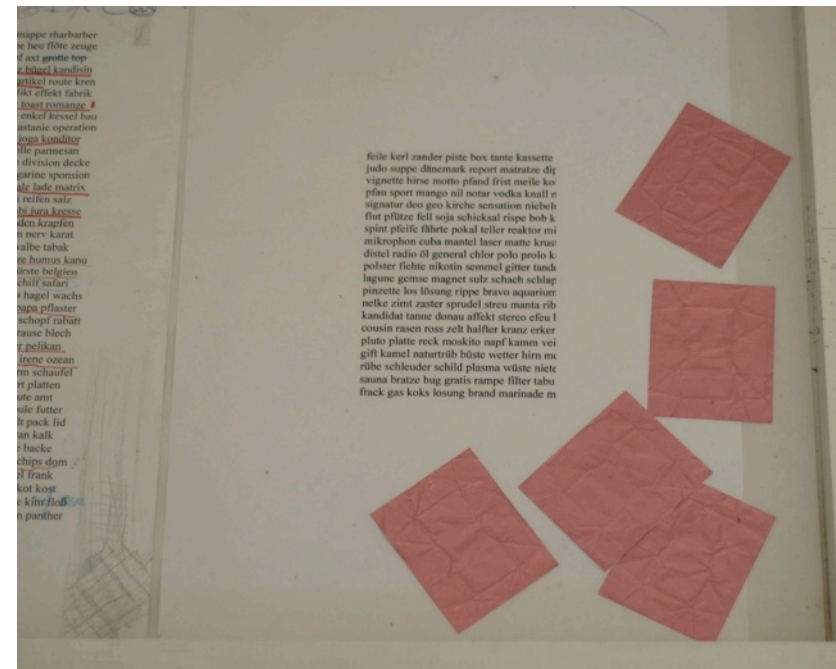 mappe rharbarber
heu flöte zeuge
axt grotte top
bügel kandisin
artikel route kren
effekt fabrik
toast romanze
enkel kessel bau
operation
joga konditor
parmesan
division decke
sponsion
lade matrix
reifen salz
jura kresse
krapfen
nerv karat
tabak
humus kanu
belgien
safari
hagel wachs
papa pflaster
schopf rabatt
blech
pelikan
irene ozean
schaufel
platten
amt
futter
pack lid
kalk
backe
chips dom
frank
kot kost
kim floß
panther
feile kerl zander piste box tante kassette
judo suppe dänemark report matratze
vignette hirse motto pfand frist meile
pfau sport mango nil notar vodka knall
signatur deo geo kirche sensation
flut pfütze fell soja schicksal rispe bob
spint pfeife fährte pokal teller reaktor
mikrophon cuba mantel laser matte
distel radio öl general chlor polo prolo
polster fichte nikotin semmel gitter
lagune gemse magnet sulz schach
pinzette los lösung rippe bravo aquarium
nelke zimt zaster sprudel streu manta
kandidat tanne donau affekt stereo efeu
cousin rasen ross zelt halfter kranz erker
pluto platte reck moskito napf kamm
gift kamel naturtrüb büste wetter hirn
rübe schleuder schild plasma wüste
sauna bratze bug gratis rampe filter tabu
frack gas koks losung brand marinade